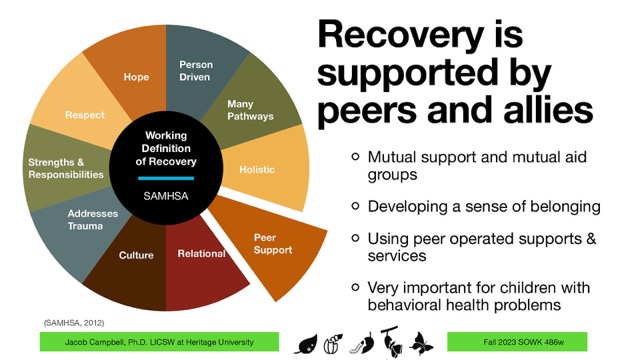 Recovery is
supported by
peers and allies
Hope
Person
Driven
Many
Pathways
Holistic
Peer
Support
Relational
Culture
Addresses
Trauma
Strengths &
Responsibilities
Respect
Working
Definition
of Recovery
SAMHSA
Mutual support and mutual aid
groups
Developing a sense of belonging
Using peer operated supports &
services
Very important for children with
behavioral health problems
(SAMHSA, 2012)
Jacob Campbell, Ph.D. LICSW at Heritage University
Fall 2023 SOWK 486w